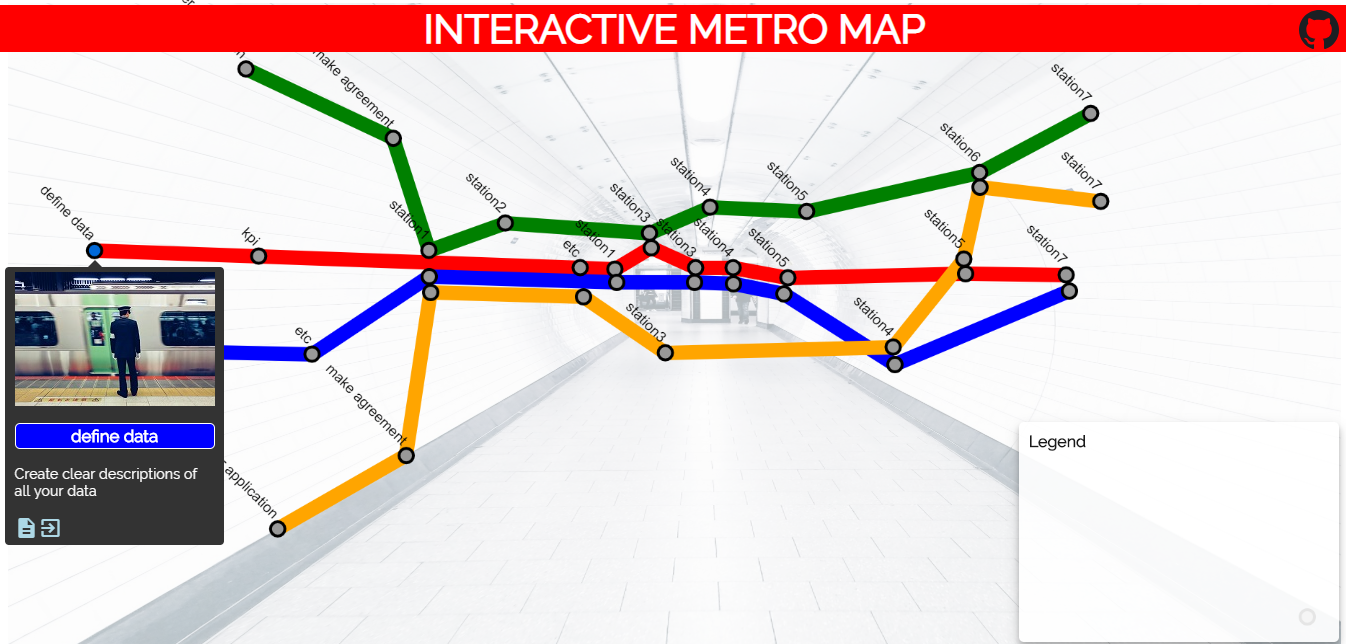 INTERACTIVE METRO MAP
make agreement
station7
station6
station7
station4
station5
define data
station2
station3
station1
kpi
etc
station1
station3
station4
station5
station5
station7
etc
station3
station4
make agreement
application
define data
Create clear descriptions of
all your data
Legend